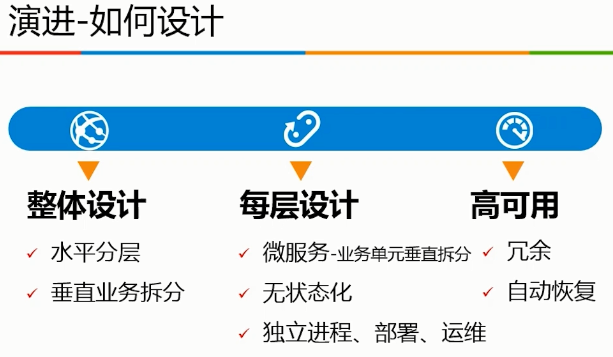 演进-如何设计
整体设计
水平分层
垂直业务拆分
每层设计
微服务-业务单元垂直拆分
无状态化
独立进程、部署、运维
高可用
冗余
自动恢复